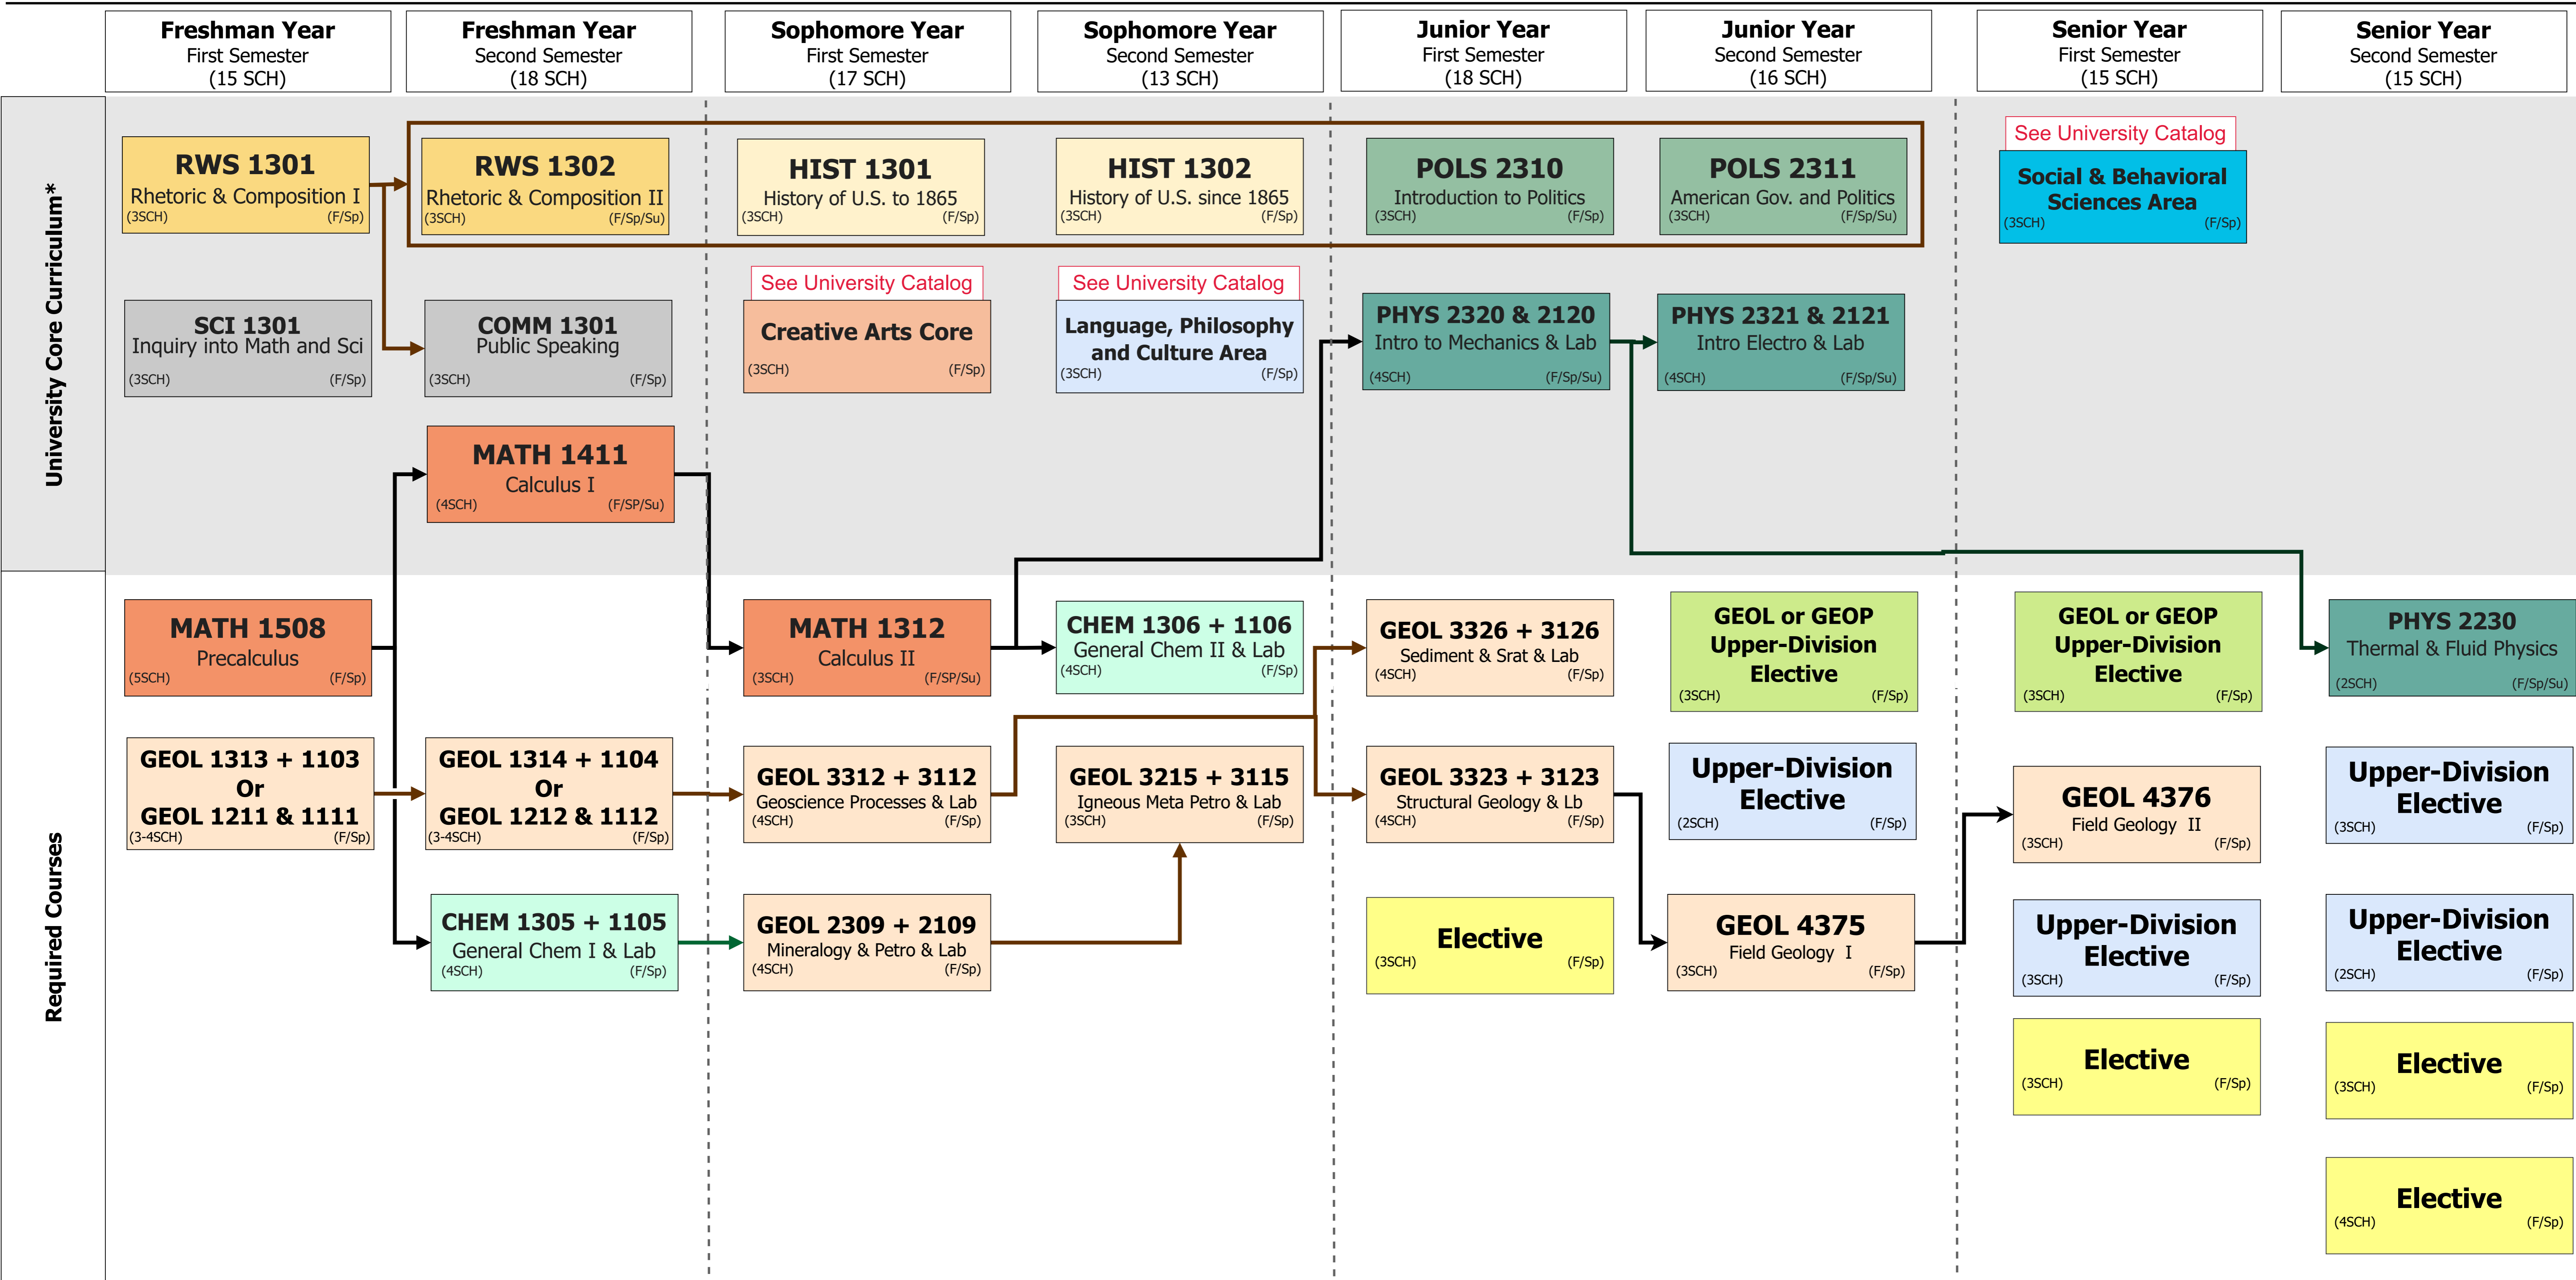 Freshman Year
First Semester
(15 SCH)
Freshman Year
Second Semester
(18 SCH)
Sophomore Year
First Semester
(17 SCH)
Sophomore Year
Second Semester
(13 SCH)
Junior Year
First Semester
(18 SCH)
Junior Year
Second Semester
(16 SCH)
Senior Year
First Semester
(15 SCH)
Senior Year
Second Semester
(15 SCH)
University Core Curriculum*
RWS 1301
Rhetoric & Composition I
(3SCH) (F/Sp)
RWS 1302
Rhetoric & Composition II
(3SCH) (F/Sp/Su)
HIST 1301
History of U.S. to 1865
(3SCH) (F/Sp)
HIST 1302
History of U.S. since 1865
(3SCH) (F/Sp)
POLS 2310
Introduction to Politics
(3SCH) (F/Sp)
POLS 2311
American Gov. and Politics
(3SCH) (F/Sp/Su)
See University Catalog
Social & Behavioral
Sciences Area
(3SCH) (F/Sp)
SCI 1301
Inquiry into Math and Sci
(3SCH) (F/Sp)
COMM 1301
Public Speaking
(3SCH) (F/Sp)
See University Catalog
Creative Arts Core
(3SCH) (F/Sp)
See University Catalog
Language, Philosophy
and Culture Area
(3SCH) (F/Sp)
PHYS 2320 & 2120
Intro to Mechanics & Lab
(4SCH) (F/Sp/Su)
PHYS 2321 & 2121
Intro Electro & Lab
(4SCH) (F/Sp/Su)
MATH 1411
Calculus I
(4SCH) (F/SP/Su)
Required Courses
MATH 1508
Precalculus
(5SCH) (F/Sp)
MATH 1312
Calculus II
(3SCH) (F/SP/Su)
CHEM 1306 + 1106
General Chem II & Lab
(4SCH) (F/Sp)
GEOL 3326 + 3126
Sediment & Srat & Lab
(4SCH) (F/Sp)
GEOL or GEOP
Upper-Division
Elective
(3SCH) (F/Sp)
GEOL or GEOP
Upper-Division
Elective
(3SCH) (F/Sp)
PHYS 2230
Thermal & Fluid Physics
(2SCH) (F/Sp/Su)
GEOL 1313 + 1103
Or
GEOL 1211 & 1111
(3-4SCH) (F/Sp)
GEOL 1314 + 1104
Or
GEOL 1212 & 1112
(3-4SCH) (F/Sp)
GEOL 3312 + 3112
Geoscience Processes & Lab
(4SCH) (F/Sp)
GEOL 3215 + 3115
Igneous Meta Petro & Lab
(3SCH) (F/Sp)
GEOL 3323 + 3123
Structural Geology & Lb
(4SCH) (F/Sp)
Upper-Division
Elective
(2SCH) (F/Sp)
GEOL 4376
Field Geology II
(3SCH) (F/Sp)
Upper-Division
Elective
(3SCH) (F/Sp)
CHEM 1305 + 1105
General Chem I & Lab
(4SCH) (F/Sp)
GEOL 2309 + 2109
Mineralogy & Petro & Lab
(4SCH) (F/Sp)
Elective
(3SCH) (F/Sp)
GEOL 4375
Field Geology I
(3SCH) (F/Sp)
Upper-Division
Elective
(3SCH) (F/Sp)
Upper-Division
Elective
(2SCH) (F/Sp)
Elective
(3SCH) (F/Sp)
Elective
(3SCH) (F/Sp)
Elective
(4SCH) (F/Sp)